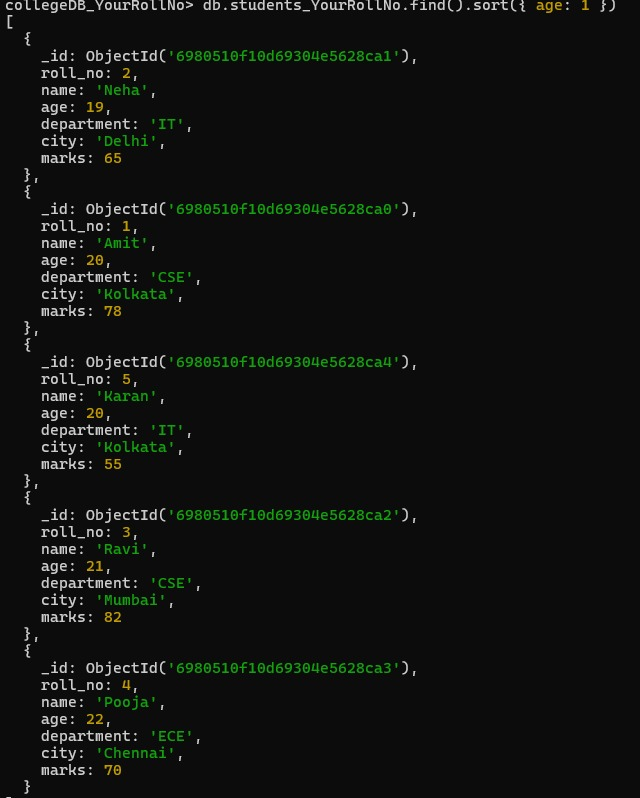 collegeDB_YourRollNo> db.students_YourRollNo.find().sort({ age: 1 })
[
  {
    _id: ObjectId('6980510f10d69304e5628ca1'),
    roll_no: 2,
    name: 'Neha',
    age: 19,
    department: 'IT',
    city: 'Delhi',
    marks: 65
  },
  {
    _id: ObjectId('6980510f10d69304e5628ca0'),
    roll_no: 1,
    name: 'Amit',
    age: 20,
    department: 'CSE',
    city: 'Kolkata',
    marks: 78
  },
  {
    _id: ObjectId('6980510f10d69304e5628ca4'),
    roll_no: 5,
    name: 'Karan',
    age: 20,
    department: 'IT',
    city: 'Kolkata',
    marks: 55
  },
  {
    _id: ObjectId('6980510f10d69304e5628ca2'),
    roll_no: 3,
    name: 'Ravi',
    age: 21,
    department: 'CSE',
    city: 'Mumbai',
    marks: 82
  },
  {
    _id: ObjectId('6980510f10d69304e5628ca3'),
    roll_no: 4,
    name: 'Pooja',
    age: 22,
    department: 'ECE',
    city: 'Chennai',
    marks: 70
  }